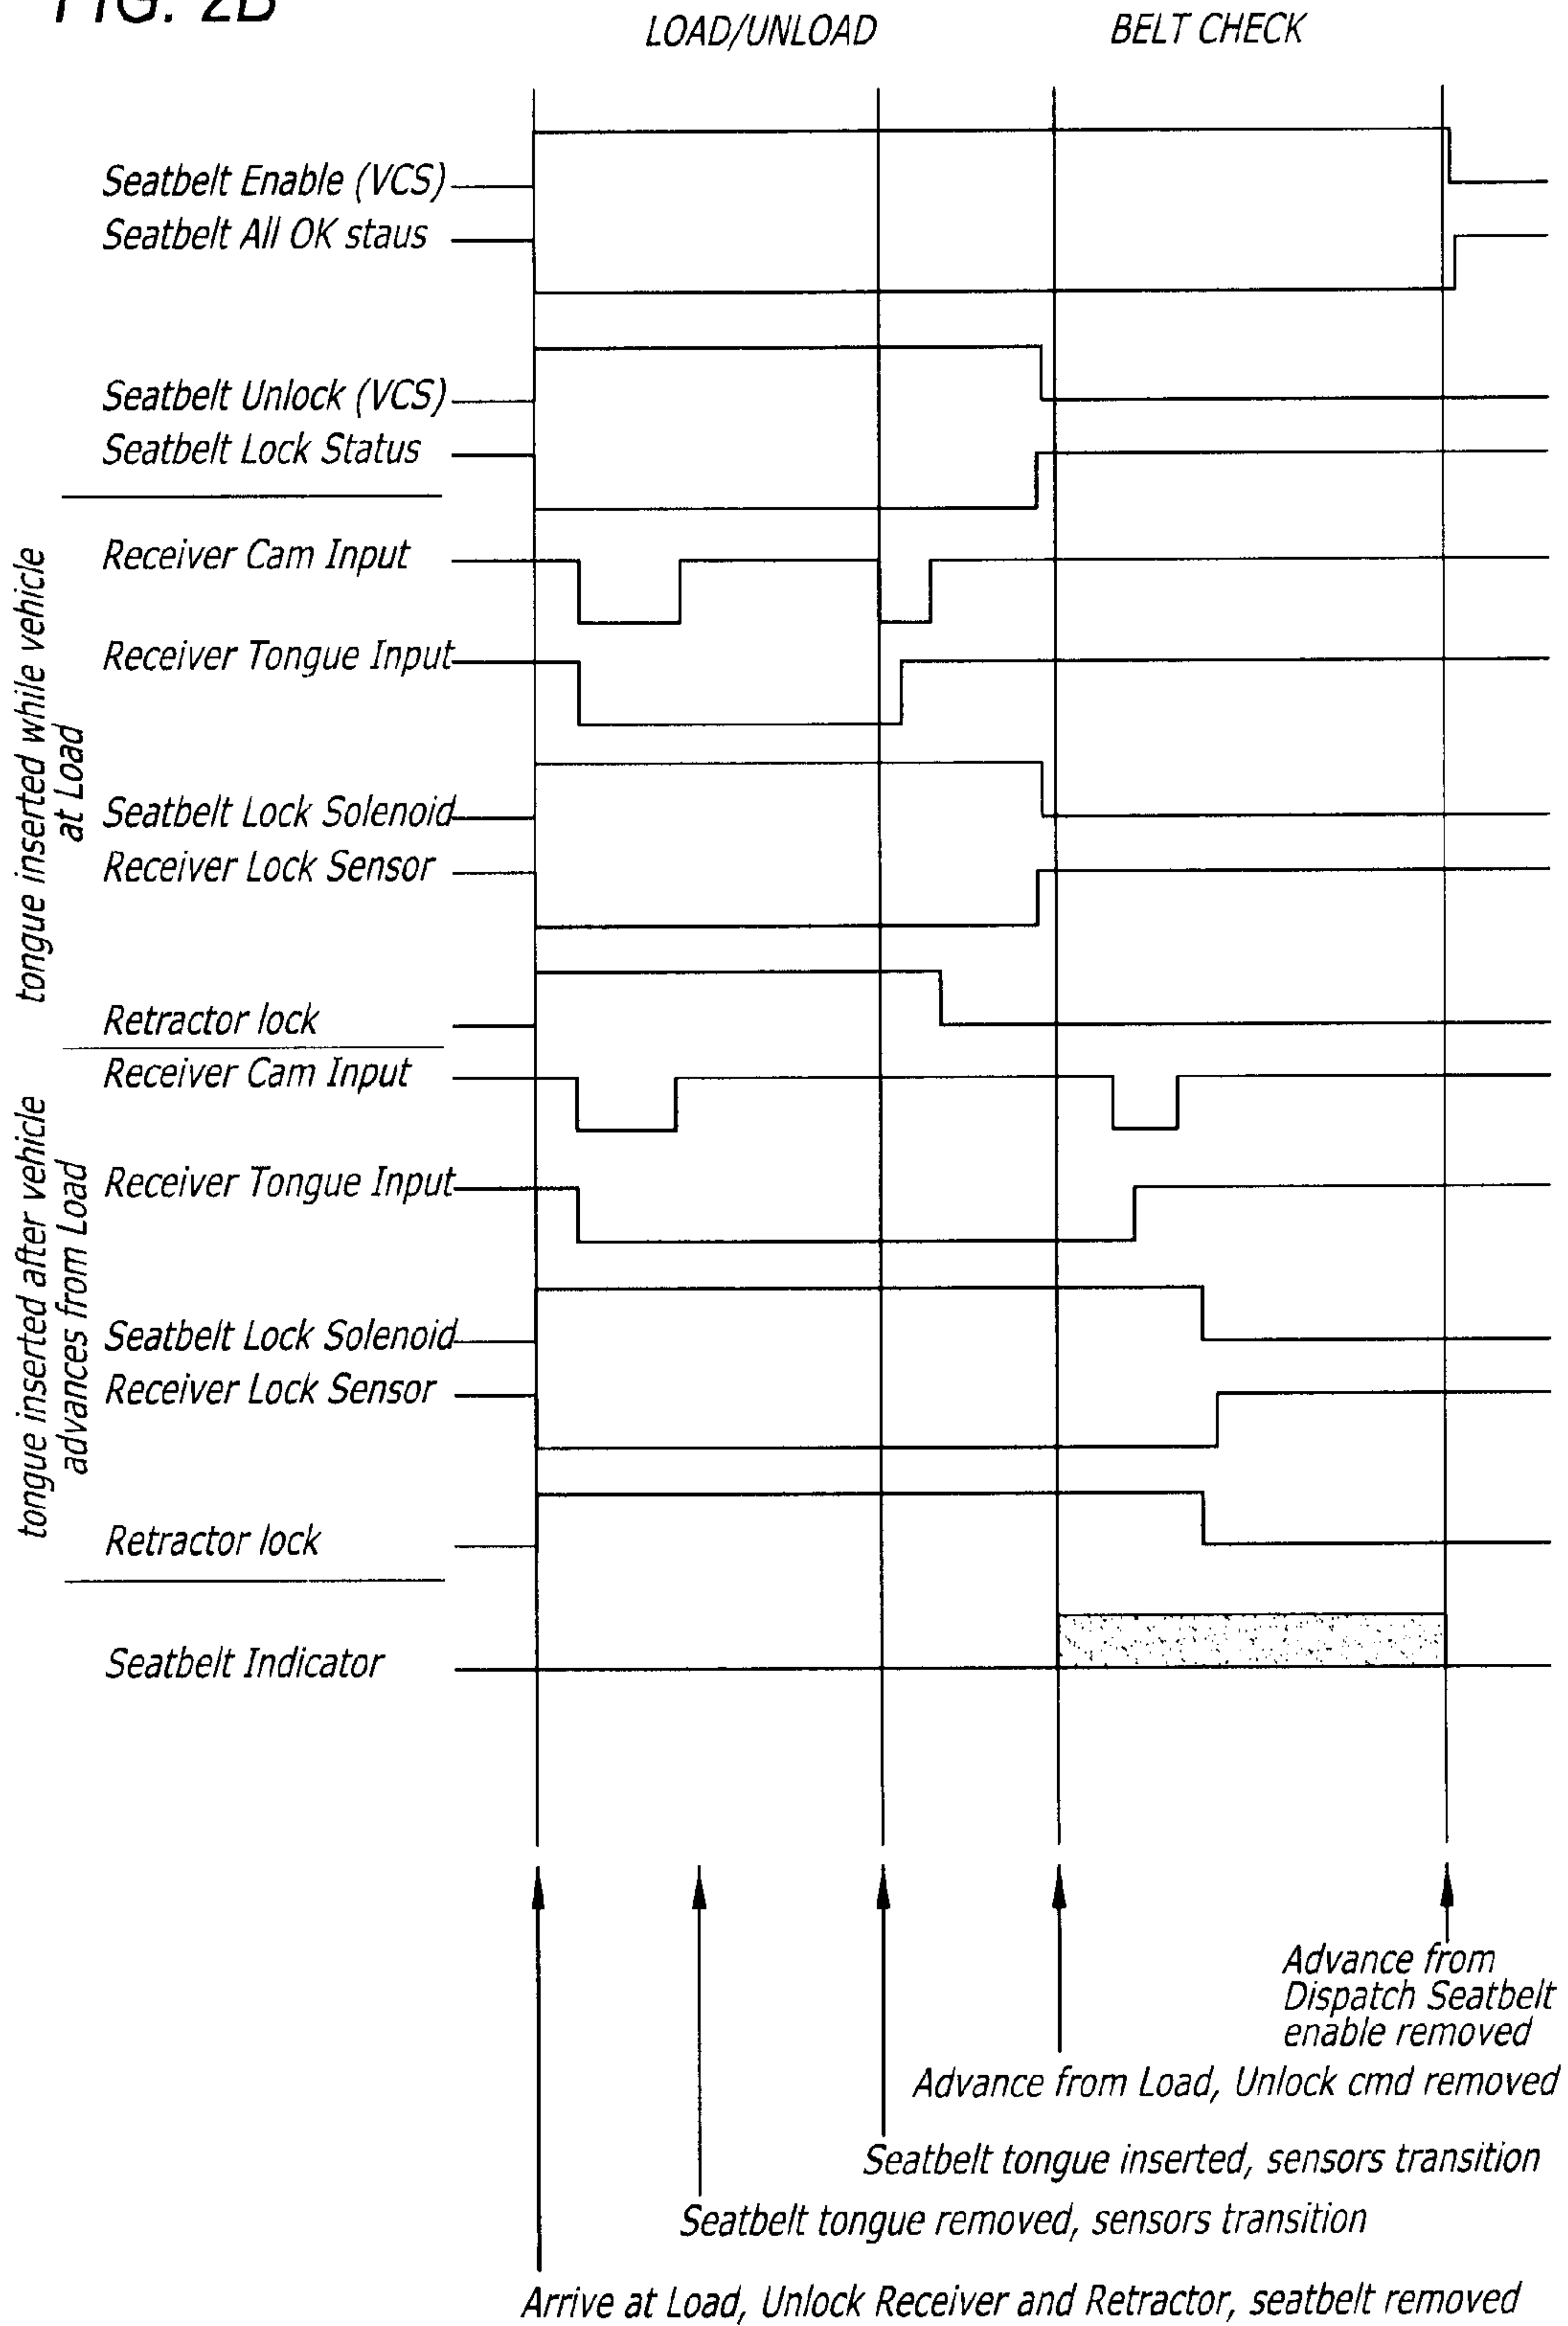 FIG. 2B
LOAD/UNLOAD
BELT CHECK
Seatbelt Enable (VCS)
Seatbelt All OK staus
Seatbelt Unlock (VCS)
Seatbelt Lock Status
tongue inserted while vehicle
at Load
Receiver Cam Input
Receiver Tongue Input
Seatbelt Lock Solenoid
Receiver Lock Sensor
Retractor lock
tongue inserted after vehicle
advances from Load
Receiver Cam Input
Receiver Tongue Input
Seatbelt Lock Solenoid
Receiver Lock Sensor
Retractor lock
Seatbelt Indicator
Advance from
Dispatch Seatbelt
enable removed
Advance from Load, Unlock cmd removed
Seatbelt tongue inserted, sensors transition
Seatbelt tongue removed, sensors transition
Arrive at Load, Unlock Receiver and Retractor, seatbelt removed